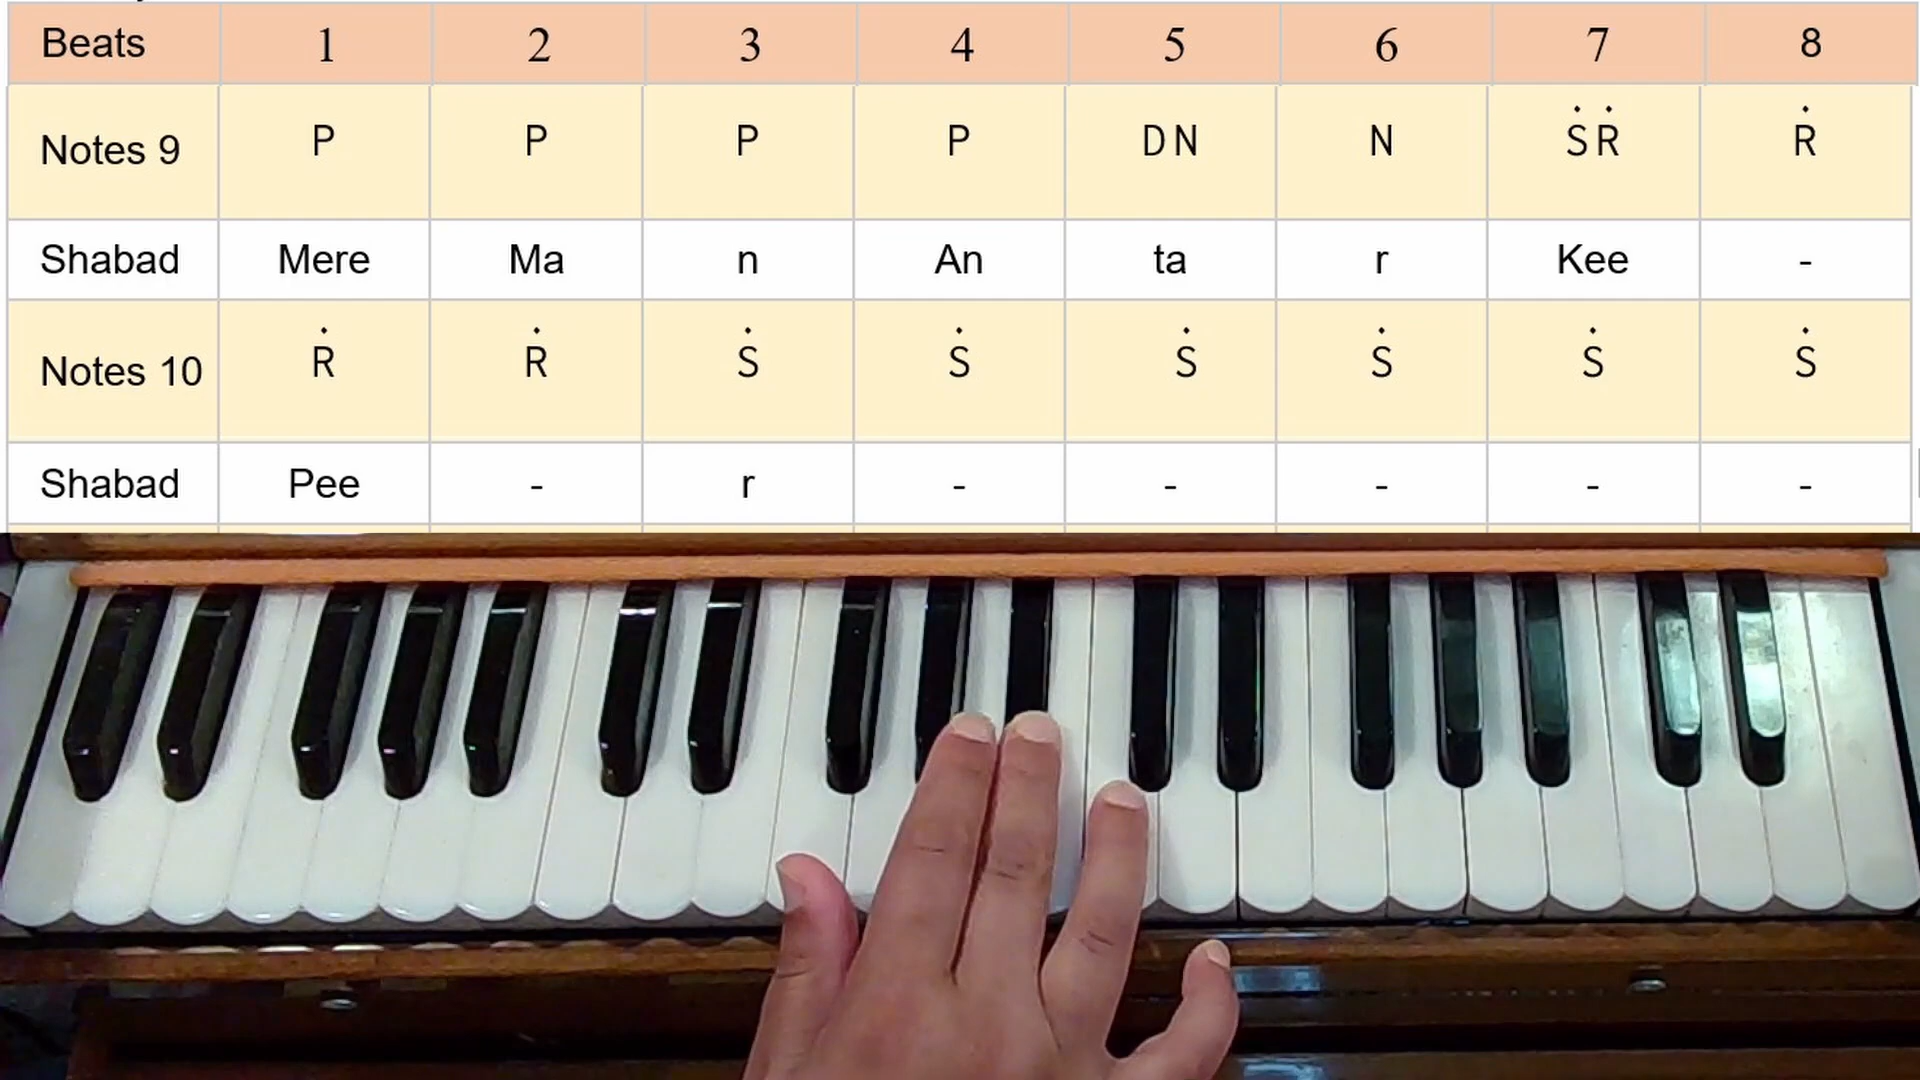 Beats 1 2 3 4 5 6 7 8
Notes 9 P P P P DN N ṠṘ Ṙ
Shabad Mere Ma n An ta r Kee -
Notes 10 Ṙ Ṙ Ṡ Ṡ Ṡ Ṡ Ṡ Ṡ
Shabad Pee - r - - - - -